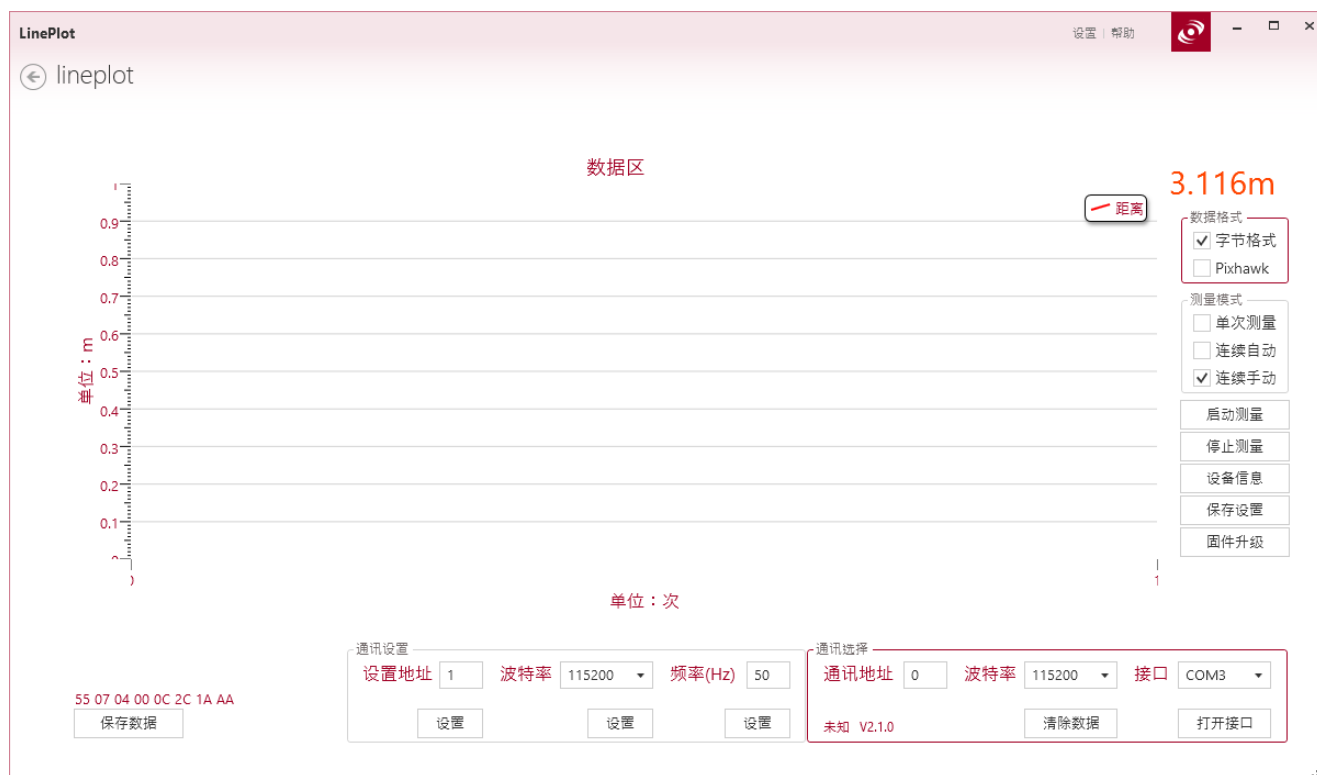 LinePlot
设置 | 帮助
lineplot
数据区
3.116m
距离
数据格式
字节格式
Pixhawk
测量模式
单次测量
连续自动
连续手动
启动测量
停止测量
设备信息
保存设置
固件升级
单位：m
0.9
0.8
0.7
0.6
0.5
0.4
0.3
0.2
0.1
单位：次
通讯设置
设置地址 1 波特率 115200 频率(Hz) 50
设置 设置 设置
通讯选择
通讯地址 0 波特率 115200 接口 COM3
未知 V2.1.0 清除数据 打开接口
55 07 04 00 0C 2C 1A AA
保存数据